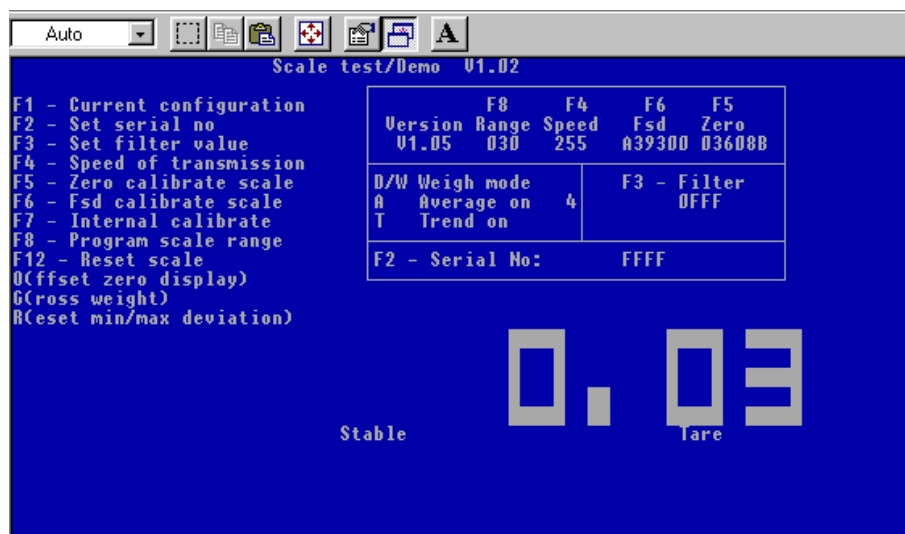 Auto
A
Scale test/Demo V1.02
F1 - Current configuration
F2 - Set serial no
F3 - Set filter value
F4 - Speed of transmission
F5 - Zero calibrate scale
F6 - Fsd calibrate scale
F7 - Internal calibrate
F8 - Program scale range
F12 - Reset scale
O(ffset zero display)
G(ross weight)
R(eset min/max deviation)
F8 F4 F6 F5
Version Range Speed Fsd Zero
V1.05 030 255 A39300 03608B
D/W Weigh mode
A Average on 4
T Trend on
F3 - Filter
0FFF
F2 - Serial No: FFFF
0.03
Stable Tare